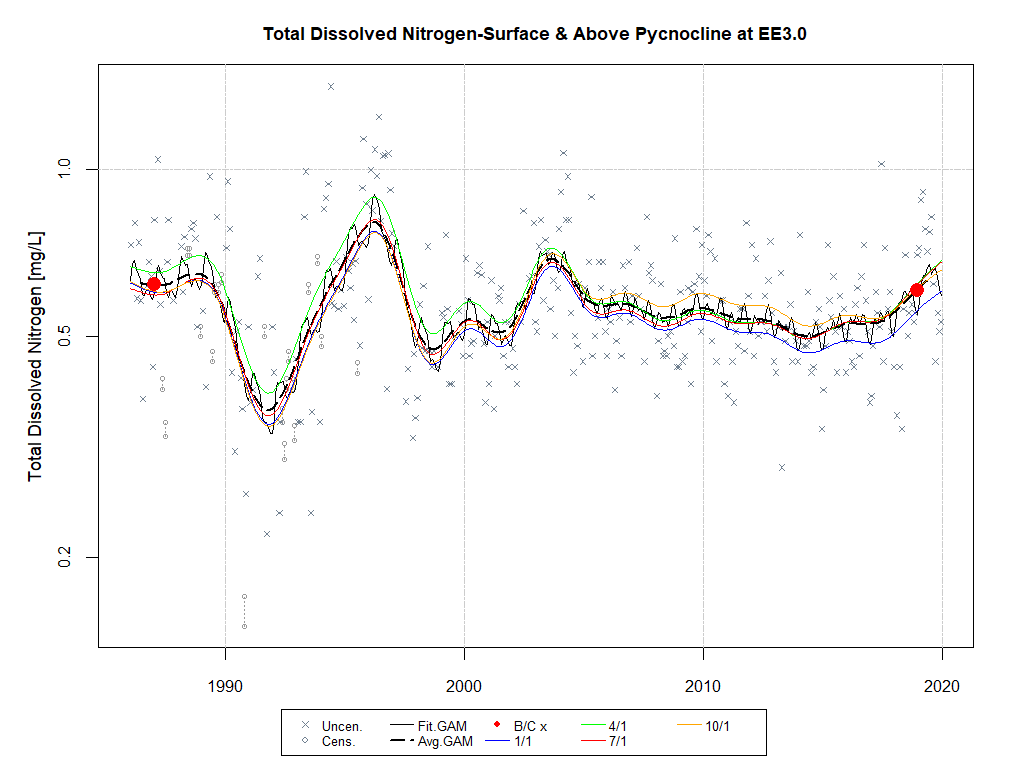 Total Dissolved Nitrogen-Surface & Above Pycnocline at EE3.0
Total Dissolved Nitrogen [mg/L]
1.0
0.5
0.2
1990 2000 2010 2020
Uncen. Fit.GAM B/C x 4/1 10/1
Cens. Avg.GAM 1/1 7/1